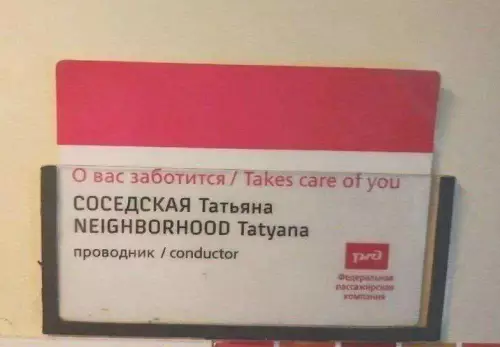 О вас заботится / Takes care of you
СОСЕДСКАЯ Татьяна
NEIGHBORHOOD Tatyana
проводник / conductor
ржд
Федеральная
пассажирская
компания